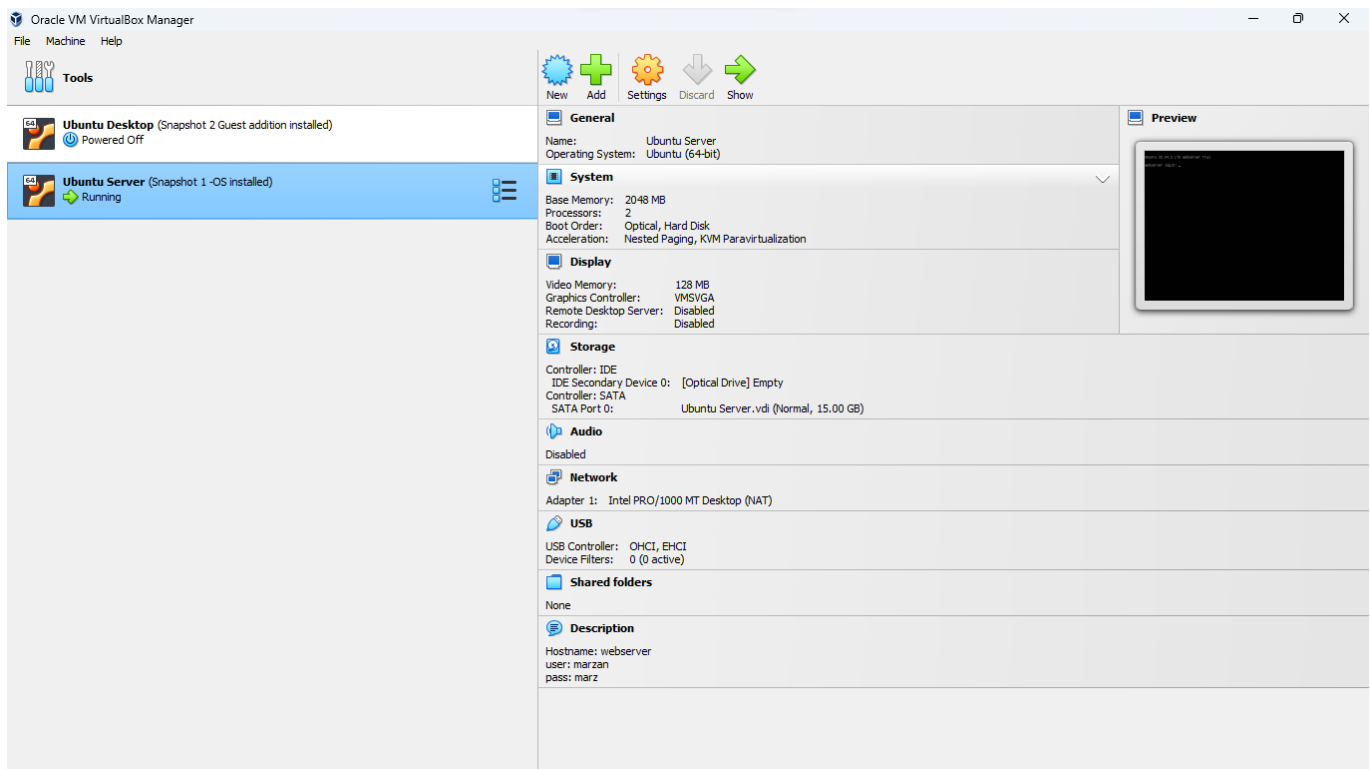 Oracle VM VirtualBox Manager
File Machine Help
Tools
New Add Settings Discard Show
64 Ubuntu Desktop (Snapshot 2 Guest addition installed)
Powered Off
64 Ubuntu Server (Snapshot 1 -OS installed)
Running
General
Name: Ubuntu Server
Operating System: Ubuntu (64-bit)
System
Base Memory: 2048 MB
Processors: 2
Boot Order: Optical, Hard Disk
Acceleration: Nested Paging, KVM Paravirtualization
Display
Video Memory: 128 MB
Graphics Controller: VMSVGA
Remote Desktop Server: Disabled
Recording: Disabled
Preview
Storage
Controller: IDE
IDE Secondary Device 0: [Optical Drive] Empty
Controller: SATA
SATA Port 0: Ubuntu Server.vdi (Normal, 15.00 GB)
Audio
Disabled
Network
Adapter 1: Intel PRO/1000 MT Desktop (NAT)
USB
USB Controller: OHCI, EHCI
Device Filters: 0 (0 active)
Shared folders
None
Description
Hostname: webserver
user: marzan
pass: marz